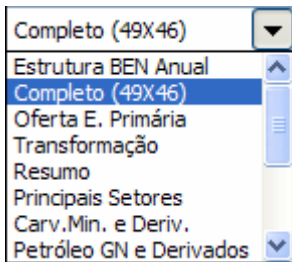 Completo (49X46)
Estrutura BEN Anual
Completo (49X46)
Oferta E. Primária
Transformação
Resumo
Principais Setores
Carv.Min. e Deriv.
Petróleo GN e Derivados